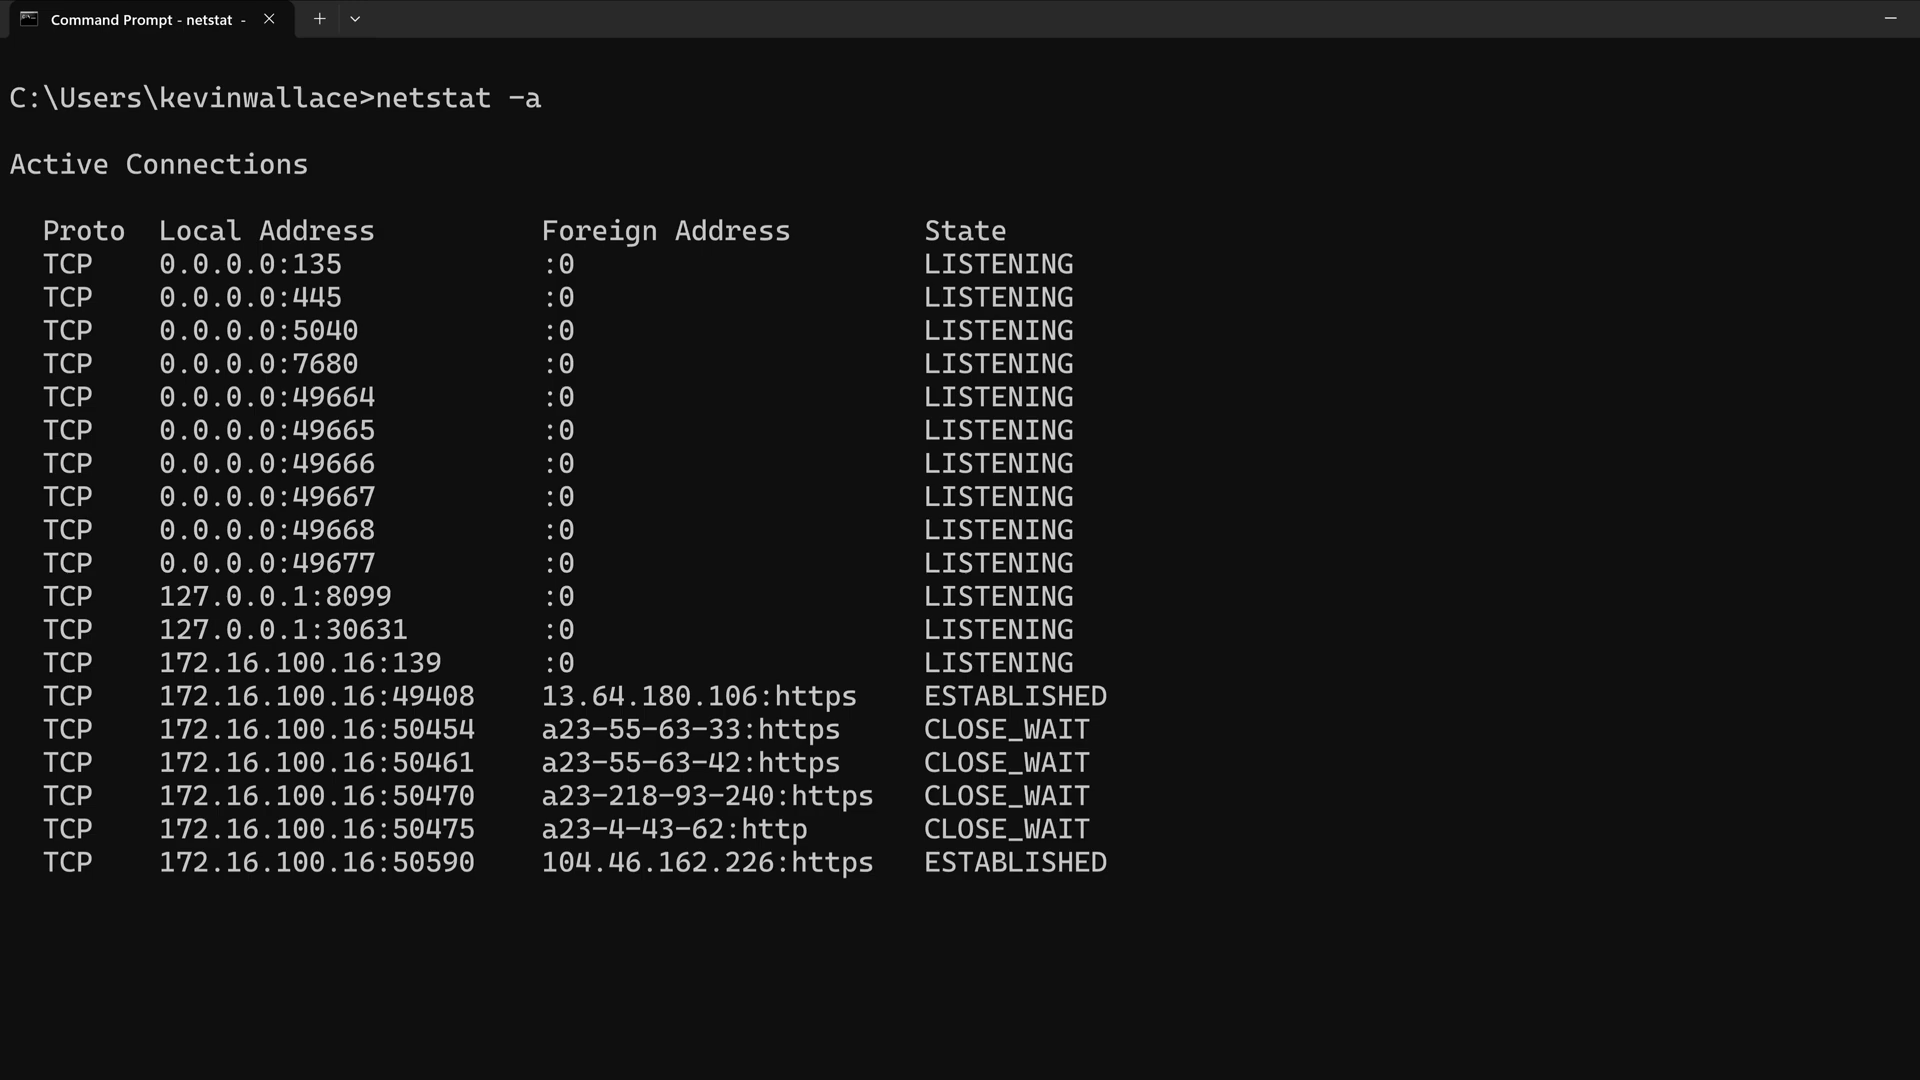 Command Prompt - netstat -
C:\Users\kevinwallace>netstat -a
Active Connections
Proto  Local Address          Foreign Address        State
TCP    0.0.0.0:135            :0                     LISTENING
TCP    0.0.0.0:445            :0                     LISTENING
TCP    0.0.0.0:5040           :0                     LISTENING
TCP    0.0.0.0:7680           :0                     LISTENING
TCP    0.0.0.0:49664          :0                     LISTENING
TCP    0.0.0.0:49665          :0                     LISTENING
TCP    0.0.0.0:49666          :0                     LISTENING
TCP    0.0.0.0:49667          :0                     LISTENING
TCP    0.0.0.0:49668          :0                     LISTENING
TCP    0.0.0.0:49677          :0                     LISTENING
TCP    127.0.0.1:8099         :0                     LISTENING
TCP    127.0.0.1:30631        :0                     LISTENING
TCP    172.16.100.16:139      :0                     LISTENING
TCP    172.16.100.16:49408    13.64.180.106:https    ESTABLISHED
TCP    172.16.100.16:50454    a23-55-63-33:https     CLOSE_WAIT
TCP    172.16.100.16:50461    a23-55-63-42:https     CLOSE_WAIT
TCP    172.16.100.16:50470    a23-218-93-240:https   CLOSE_WAIT
TCP    172.16.100.16:50475    a23-4-43-62:http       CLOSE_WAIT
TCP    172.16.100.16:50590    104.46.162.226:https   ESTABLISHED